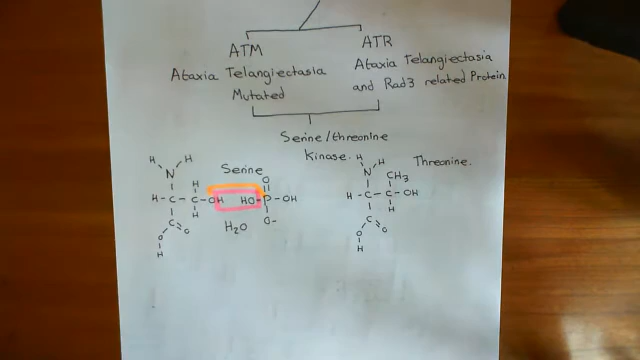 ATM
Ataxia Telangiectasia
Mutated
ATR
Ataxia Telangiectasia
and Rad3 related Protein
Serine/threonine
Kinase.
Serine
H H
N
H
H-C-C-OH HO-P-OH
H
O
O-
C
O
O
H
H2O
Threonine.
H H
N
CH3
H-C-C-OH
H
C
O
O
H